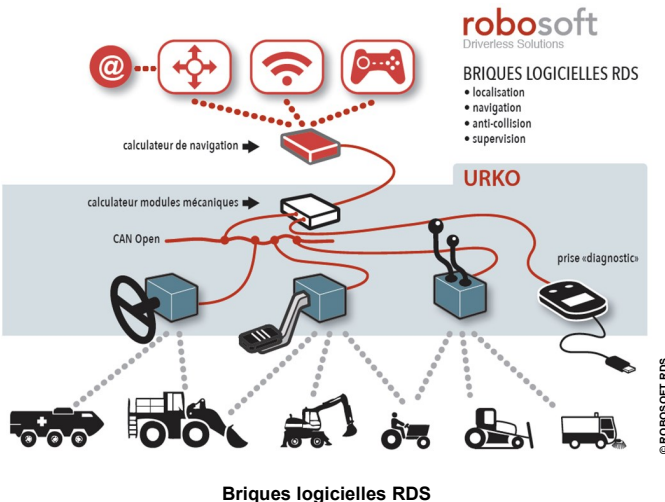 robosoft
Driverless Solutions
BRIQUES LOGICIELLES RDS
• localisation
• navigation
• anti-collision
• supervision
@
calculateur de navigation
URKO
calculateur modules mécaniques
CAN Open
prise «diagnostic»
© ROBOSOFT RDS
Briques logicielles RDS